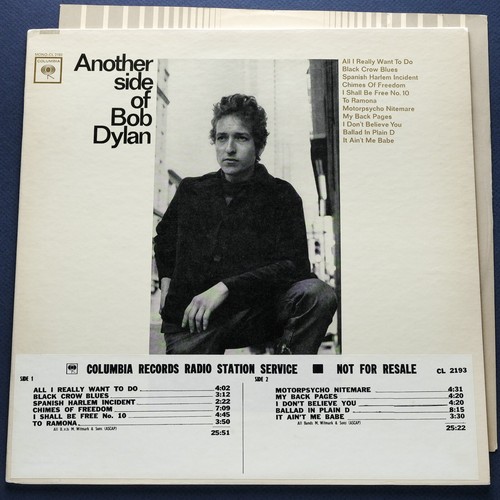 MONO CL 2193
COLUMBIA
Another
side
of
Bob
Dylan
All I Really Want To Do
Black Crow Blues
Spanish Harlem Incident
Chimes Of Freedom
I Shall Be Free No. 10
To Ramona
Motorpsycho Nitemare
My Back Pages
I Don't Believe You
Ballad In Plain D
It Ain't Me Babe
COLUMBIA RECORDS RADIO STATION SERVICE ■ NOT FOR RESALE CL 2193
SIDE 1
ALL I REALLY WANT TO DO 4:02
BLACK CROW BLUES 3:12
SPANISH HARLEM INCIDENT 2:22
CHIMES OF FREEDOM 7:09
I SHALL BE FREE No. 10 4:45
TO RAMONA 3:50
25:51
SIDE 2
MOTORPSYCHO NITEMARE 4:31
MY BACK PAGES 4:20
I DON'T BELIEVE YOU 4:20
BALLAD IN PLAIN D 8:15
IT AIN'T ME BABE 3:30
25:22